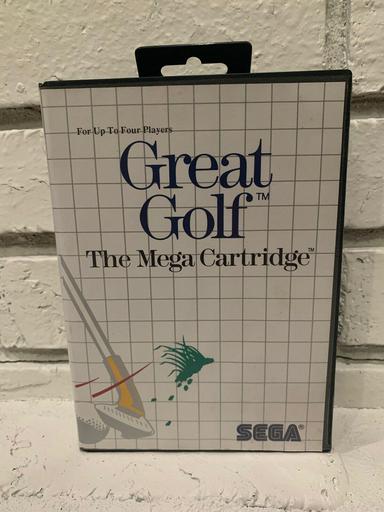 For Up To Four Players
Great
Golf™
The Mega Cartridge™
SEGA®